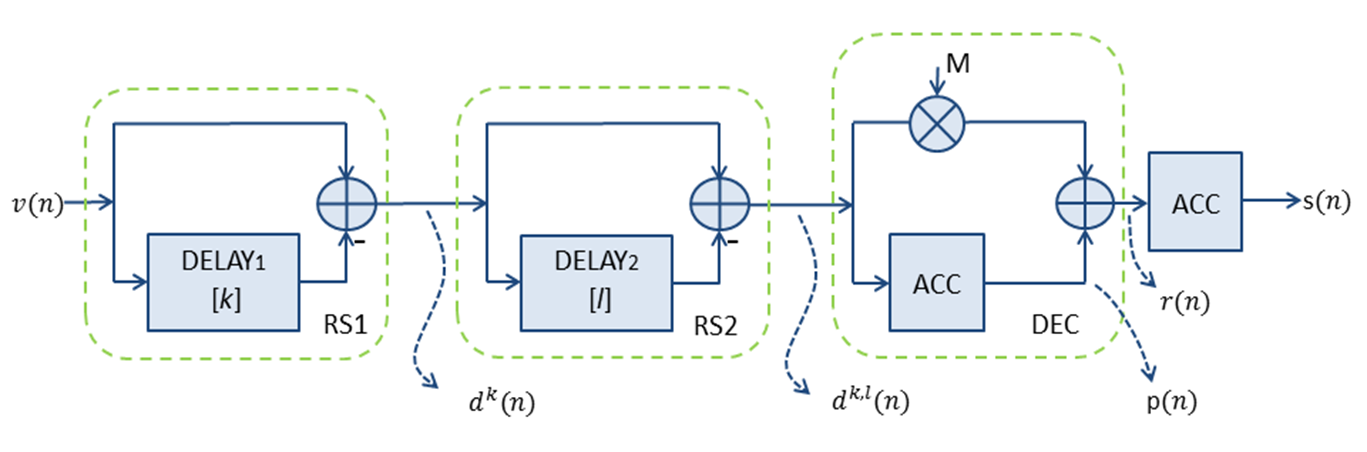 M
v(n)
DELAY1
[k]
-
RS1
DELAY2
[l]
-
RS2
ACC
DEC
ACC
s(n)
r(n)
d^k(n)
d^{k,l}(n)
p(n)